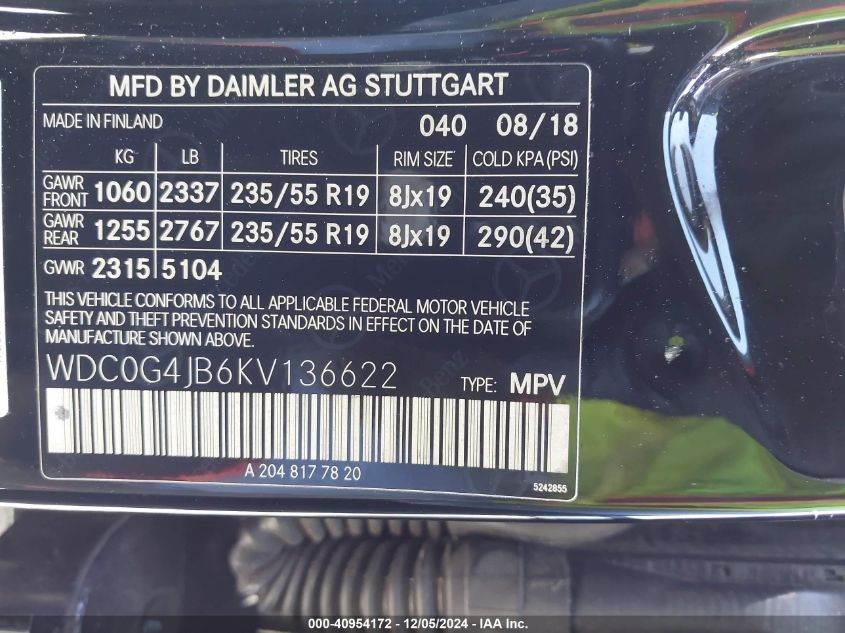 MFD BY DAIMLER AG STUTTGART
MADE IN FINLAND 040 08/18
KG LB TIRES RIM SIZE COLD KPA (PSI)
GAWR FRONT 1060 2337 235/55 R19 8Jx19 240(35)
GAWR REAR 1255 2767 235/55 R19 8Jx19 290(42)
GVWR 2315 5104
THIS VEHICLE CONFORMS TO ALL APPLICABLE FEDERAL MOTOR VEHICLE
SAFETY AND THEFT PREVENTION STANDARDS IN EFFECT ON THE DATE OF
MANUFACTURE SHOWN ABOVE.
WDC0G4JB6KV136622 TYPE: MPV
A 204 817 78 20
5242855
000-40954172 - 12/05/2024 - IAA Inc.